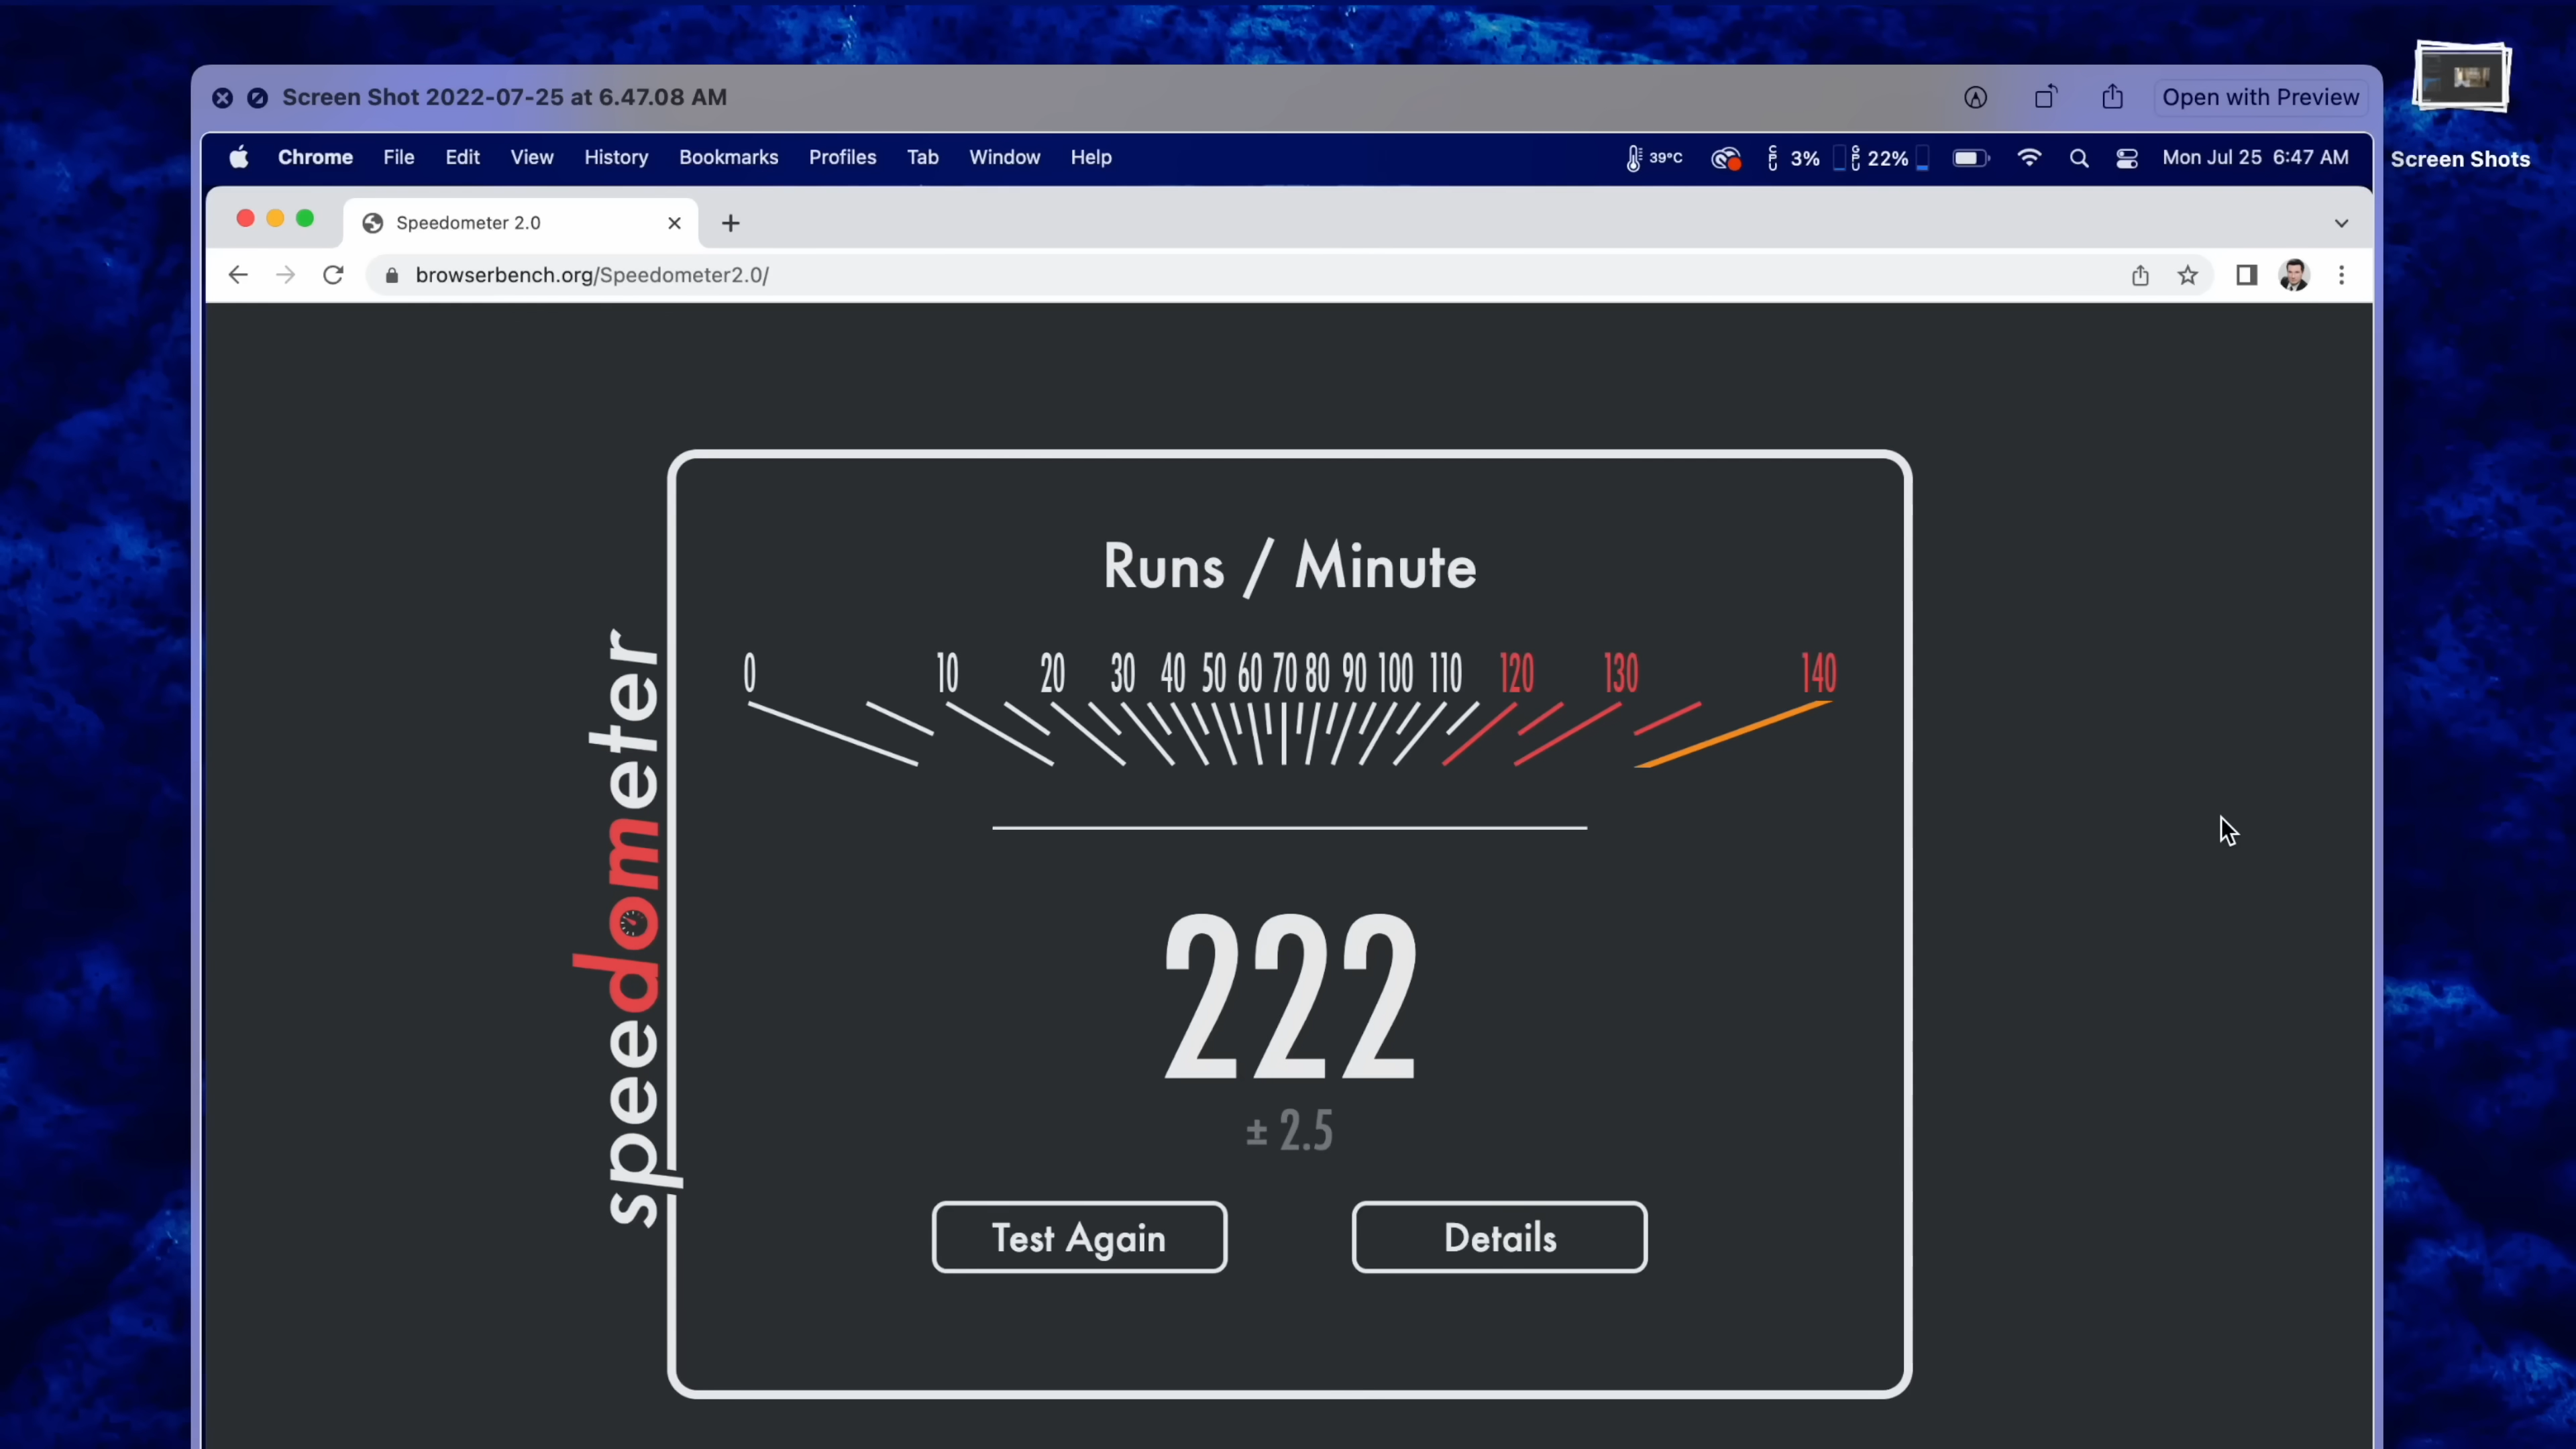 Screen Shot 2022-07-25 at 6.47.08 AM
Open with Preview
Screen Shots
Chrome File Edit View History Bookmarks Profiles Tab Window Help
39°C CPU 3% GPU 22% Mon Jul 25 6:47 AM
Speedometer 2.0
browserbench.org/Speedometer2.0/
speedometer
Runs / Minute
0 10 20 30 40 50 60 70 80 90 100 110 120 130 140
222
± 2.5
Test Again
Details